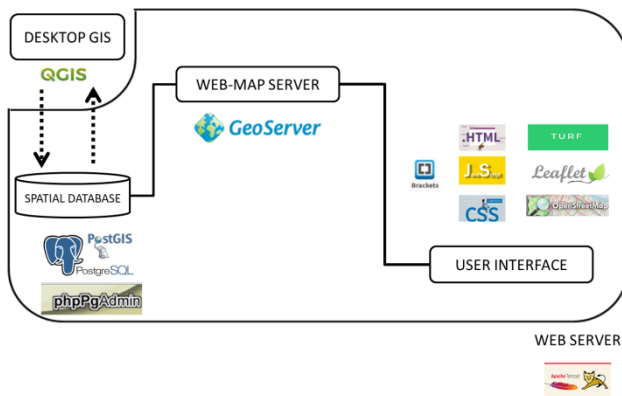 DESKTOP GIS
QGIS
WEB-MAP SERVER
GeoServer
.HTML
TURF
Brackets
J.S.
Leaflet
CSS
OpenStreetMap
SPATIAL DATABASE
PostGIS
PostgreSQL
phpPgAdmin
USER INTERFACE
WEB SERVER
Apache Tomcat